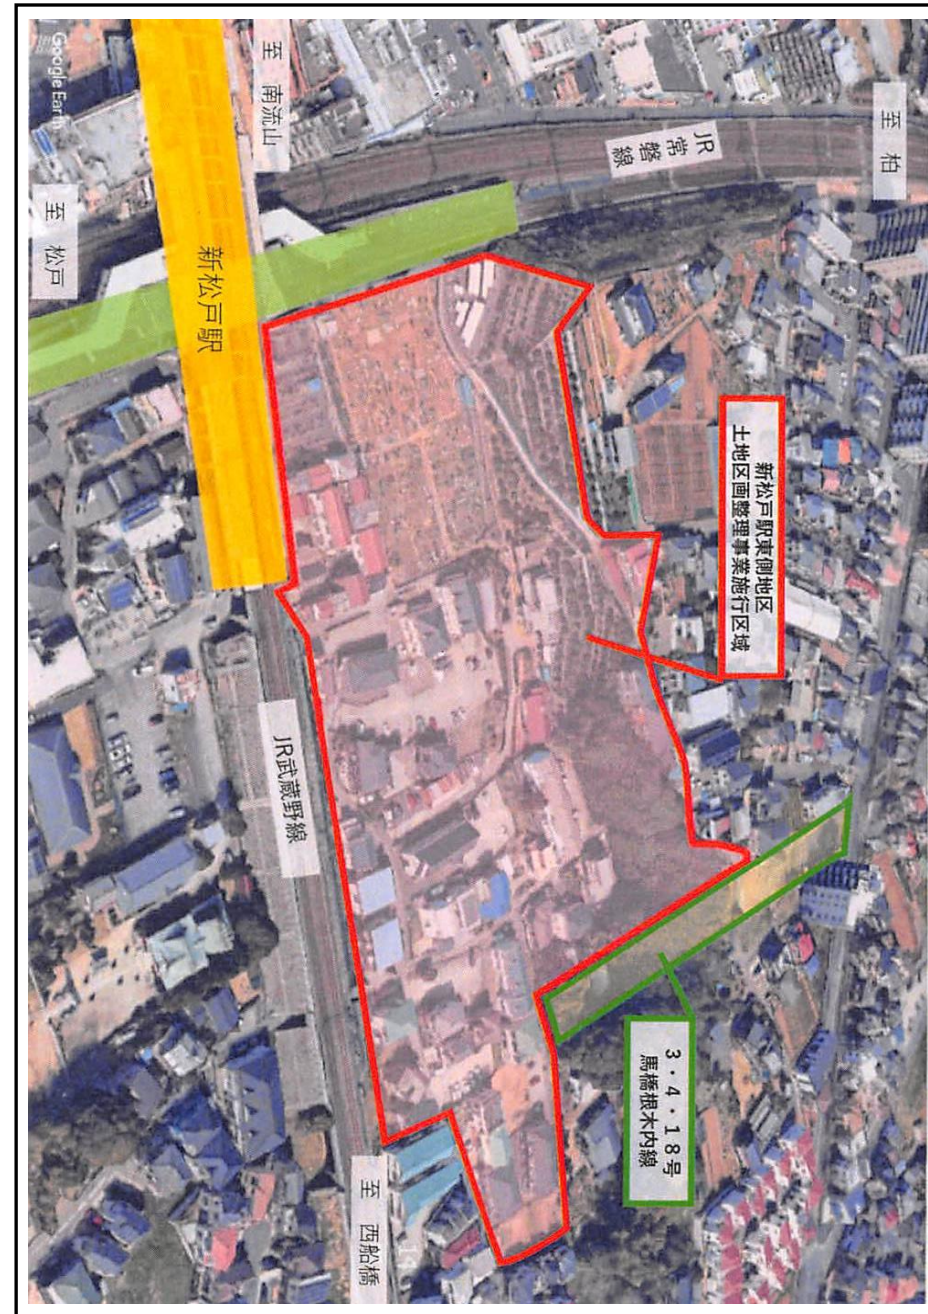 Google Earth
至 南流山
至 柏
JR
常
磐
線
至 松戸
新松戸駅
新松戸駅東側地区
土地区画整理事業施行区域
JR武蔵野線
3・4・18号
馬橋根木内線
至 西船橋